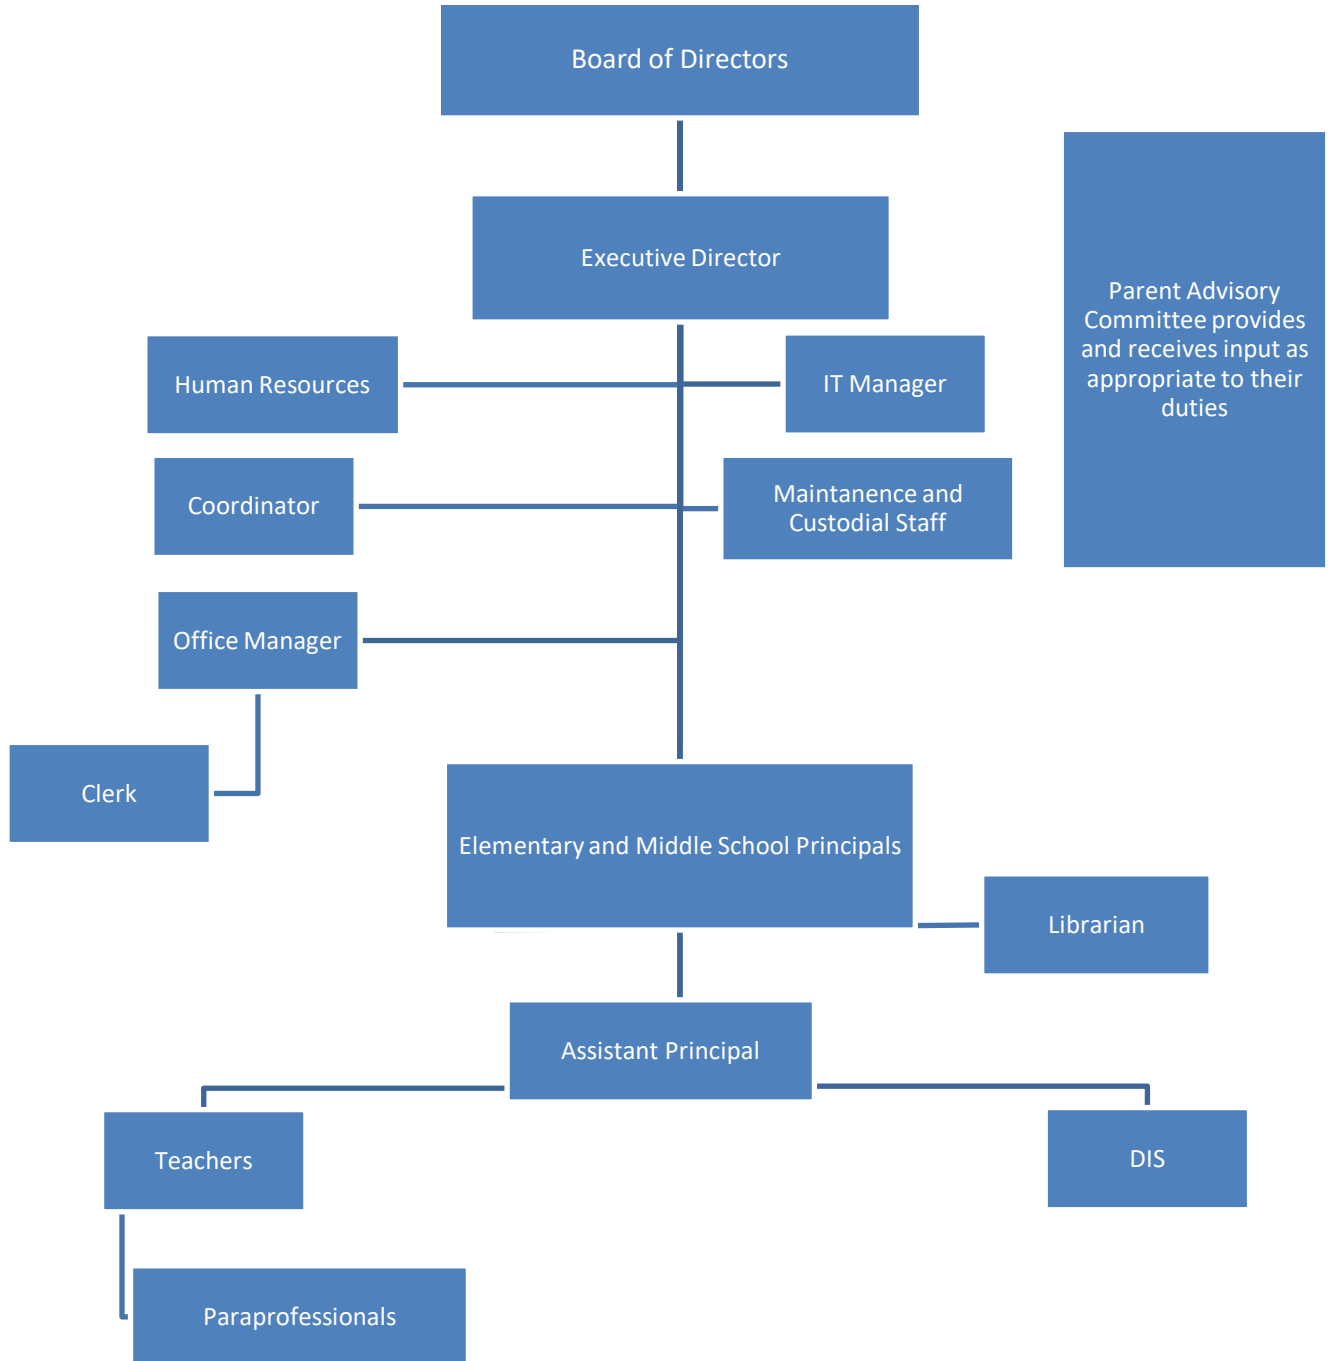 Board of Directors
Executive Director
Parent Advisory
Committee provides
and receives input as
appropriate to their
duties
Human Resources
IT Manager
Coordinator
Maintanence and
Custodial Staff
Office Manager
Clerk
Elementary and Middle School Principals
Librarian
Assistant Principal
Teachers
DIS
Paraprofessionals